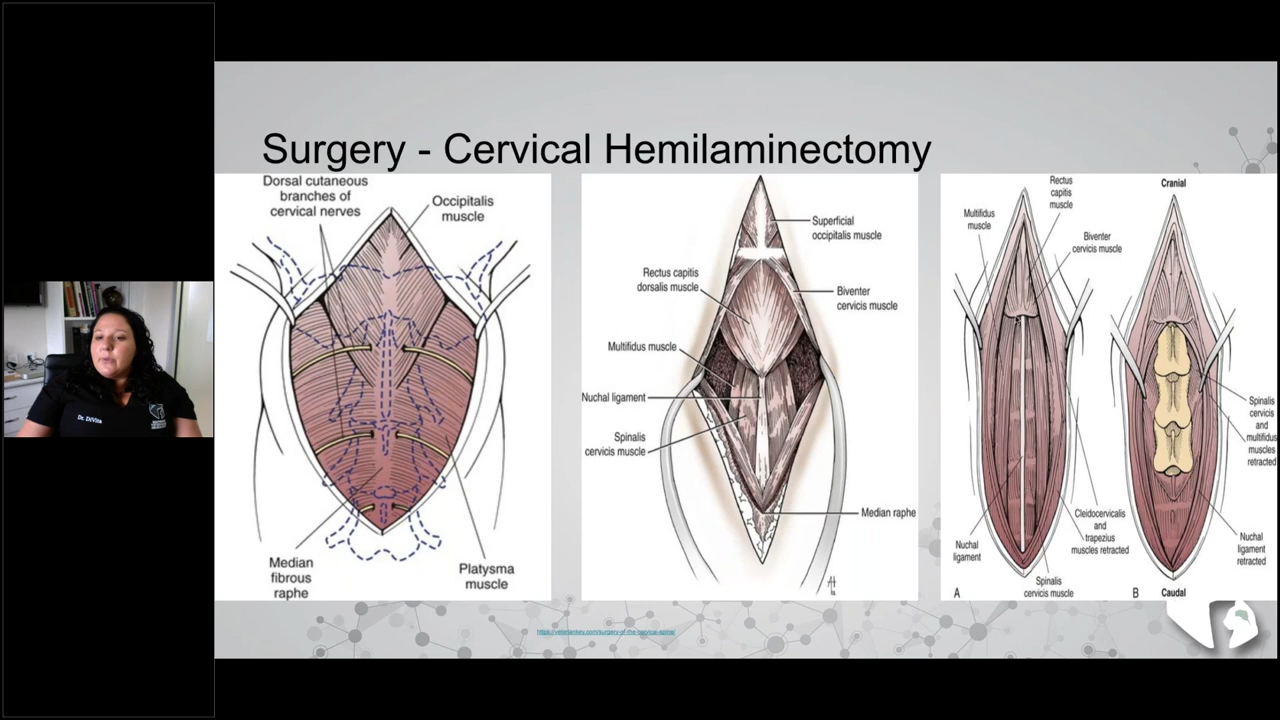 Surgery - Cervical Hemilaminectomy
Dorsal cutaneous
branches of
cervical nerves
Occipitalis
muscle
Median
fibrous
raphe
Platysma
muscle
Superficial
occipitalis muscle
Rectus capitis
dorsalis muscle
Biventer
cervicis muscle
Multifidus muscle
Nuchal ligament
Spinalis
cervicis muscle
Median raphe
Rectus
capitis
muscle
Multifidus
muscle
Biventer
cervicis muscle
Nuchal
ligament
Cleidocervicalis
and
trapezius
muscles retracted
Spinalis
cervicis muscle
A
Cranial
Spinalis
cervicis
and
multifidus
muscles
retracted
Nuchal
ligament
retracted
B
Caudal
https://veteriankey.com/surgery-of-the-cervical-spine/
Dr. DiVita